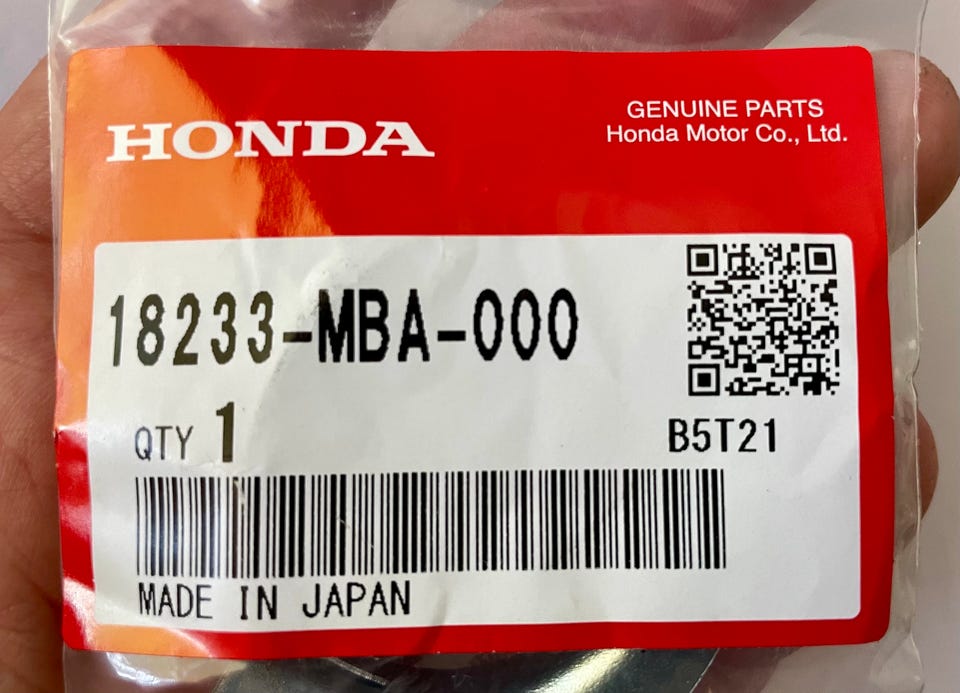 HONDA
GENUINE PARTS
Honda Motor Co., Ltd.
18233-MBA-000
QTY 1
B5T21
MADE IN JAPAN